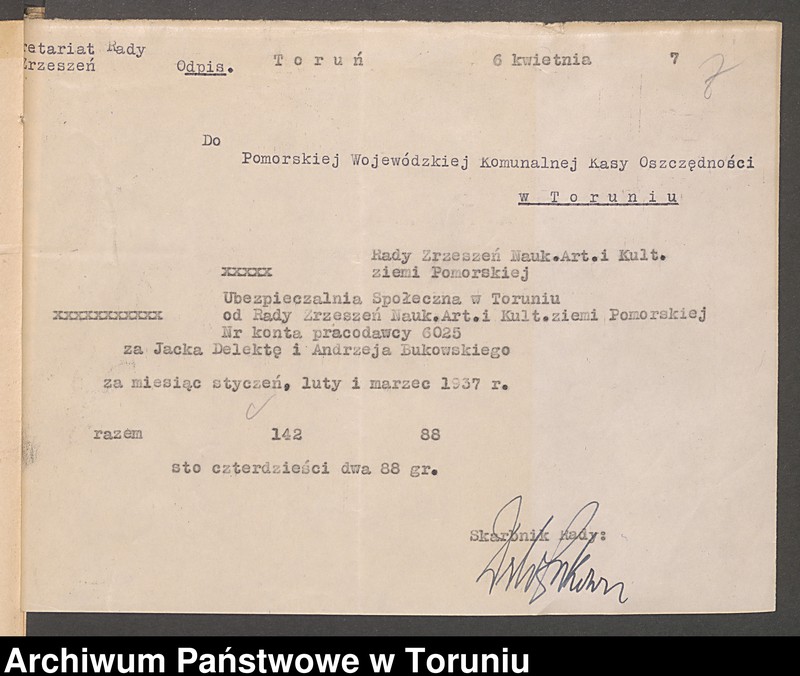 retariat Rady
Zrzeszeń
Odpis. Toruń 6 kwietnia 7
7
Do
Pomorskiej Wojewódzkiej Komunalnej Kasy Oszczędności
w Toruniu
Rady Zrzeszeń Nauk.Art.i Kult.
xxxxx ziemi Pomorskiej
Ubezpieczalnia Społeczna w Toruniu
xxxxxxxxxxx od Rady Zrzeszeń Nauk.Art.i Kult.ziemi Pomorskiej
Nr konta pracodawcy 6025
za Jacka Delektę i Andrzeja Bukowskiego
za miesiąc styczeń, luty i marzec 1937 r.
razem 142 88
sto czterdzieści dwa 88 gr.
Skarbnik Rady:
Archiwum Państwowe w Toruniu